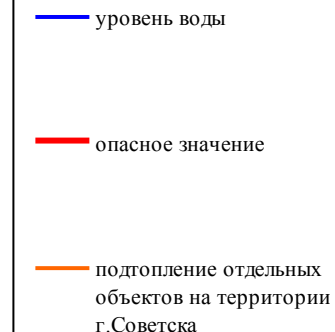 уровень воды
опасное значение
подтопление отдельных
объектов на территории
г.Советска